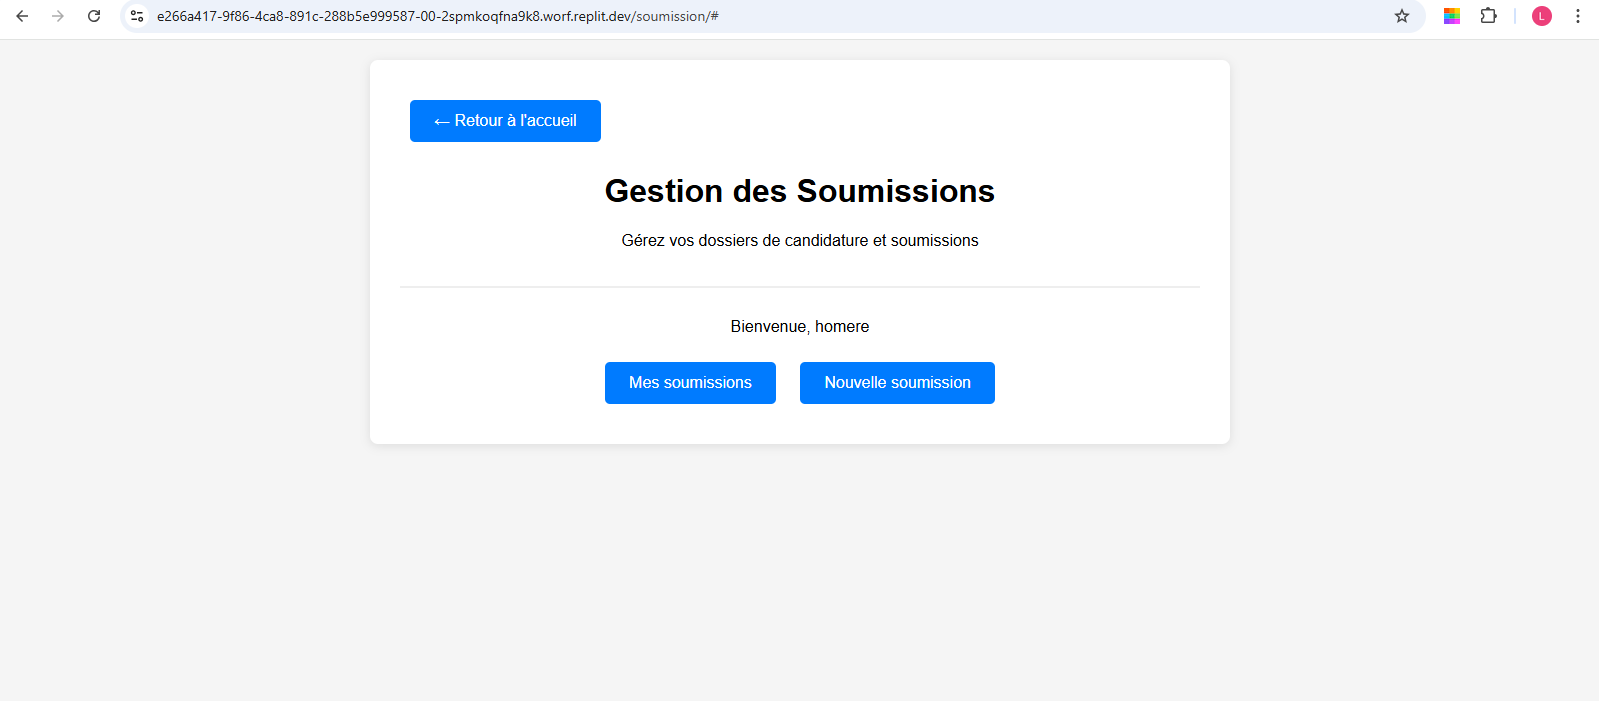 e266a417-9f86-4ca8-891c-288b5e999587-00-2spmkoqfna9k8.worf.replit.dev/soumission/#
L
← Retour à l'accueil
Gestion des Soumissions
Gérez vos dossiers de candidature et soumissions
Bienvenue, homere
Mes soumissions
Nouvelle soumission